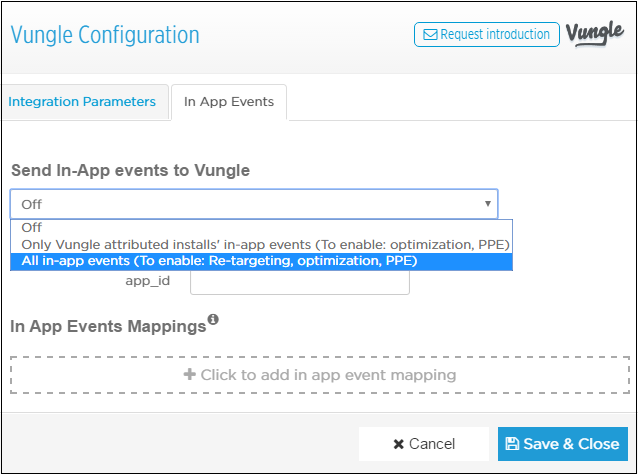 Vungle Configuration
Request introduction
Vungle
Integration Parameters
In App Events
Send In-App events to Vungle
Off
Off
Only Vungle attributed installs' in-app events (To enable: optimization, PPE)
All in-app events (To enable: Re-targeting, optimization, PPE)
app_id
In App Events Mappings
Click to add in app event mapping
Cancel
Save & Close